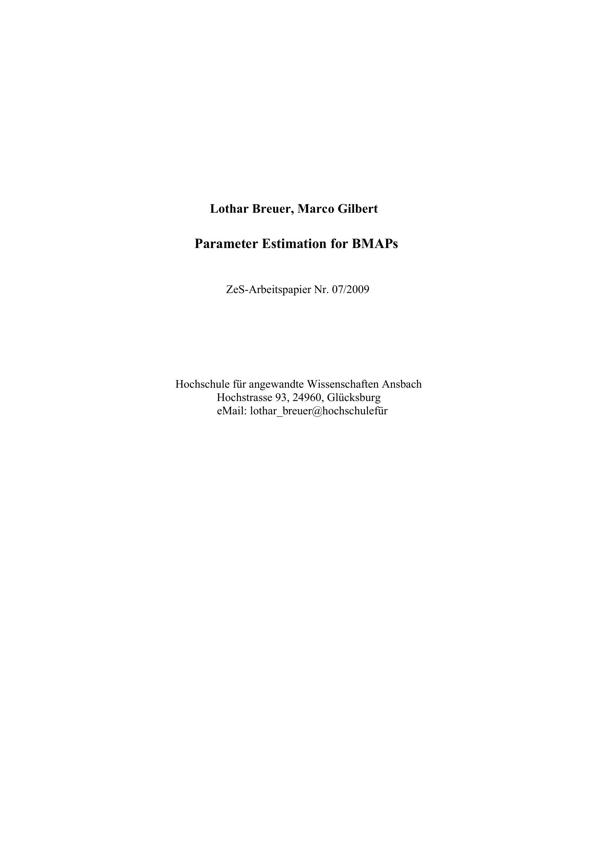 Lothar Breuer, Marco Gilbert
Parameter Estimation for BMAPs
ZeS-Arbeitspapier Nr. 07/2009
Hochschule für angewandte Wissenschaften Ansbach
Hochstrasse 93, 24960, Glücksburg
eMail: lothar_breuer@hochschulefür